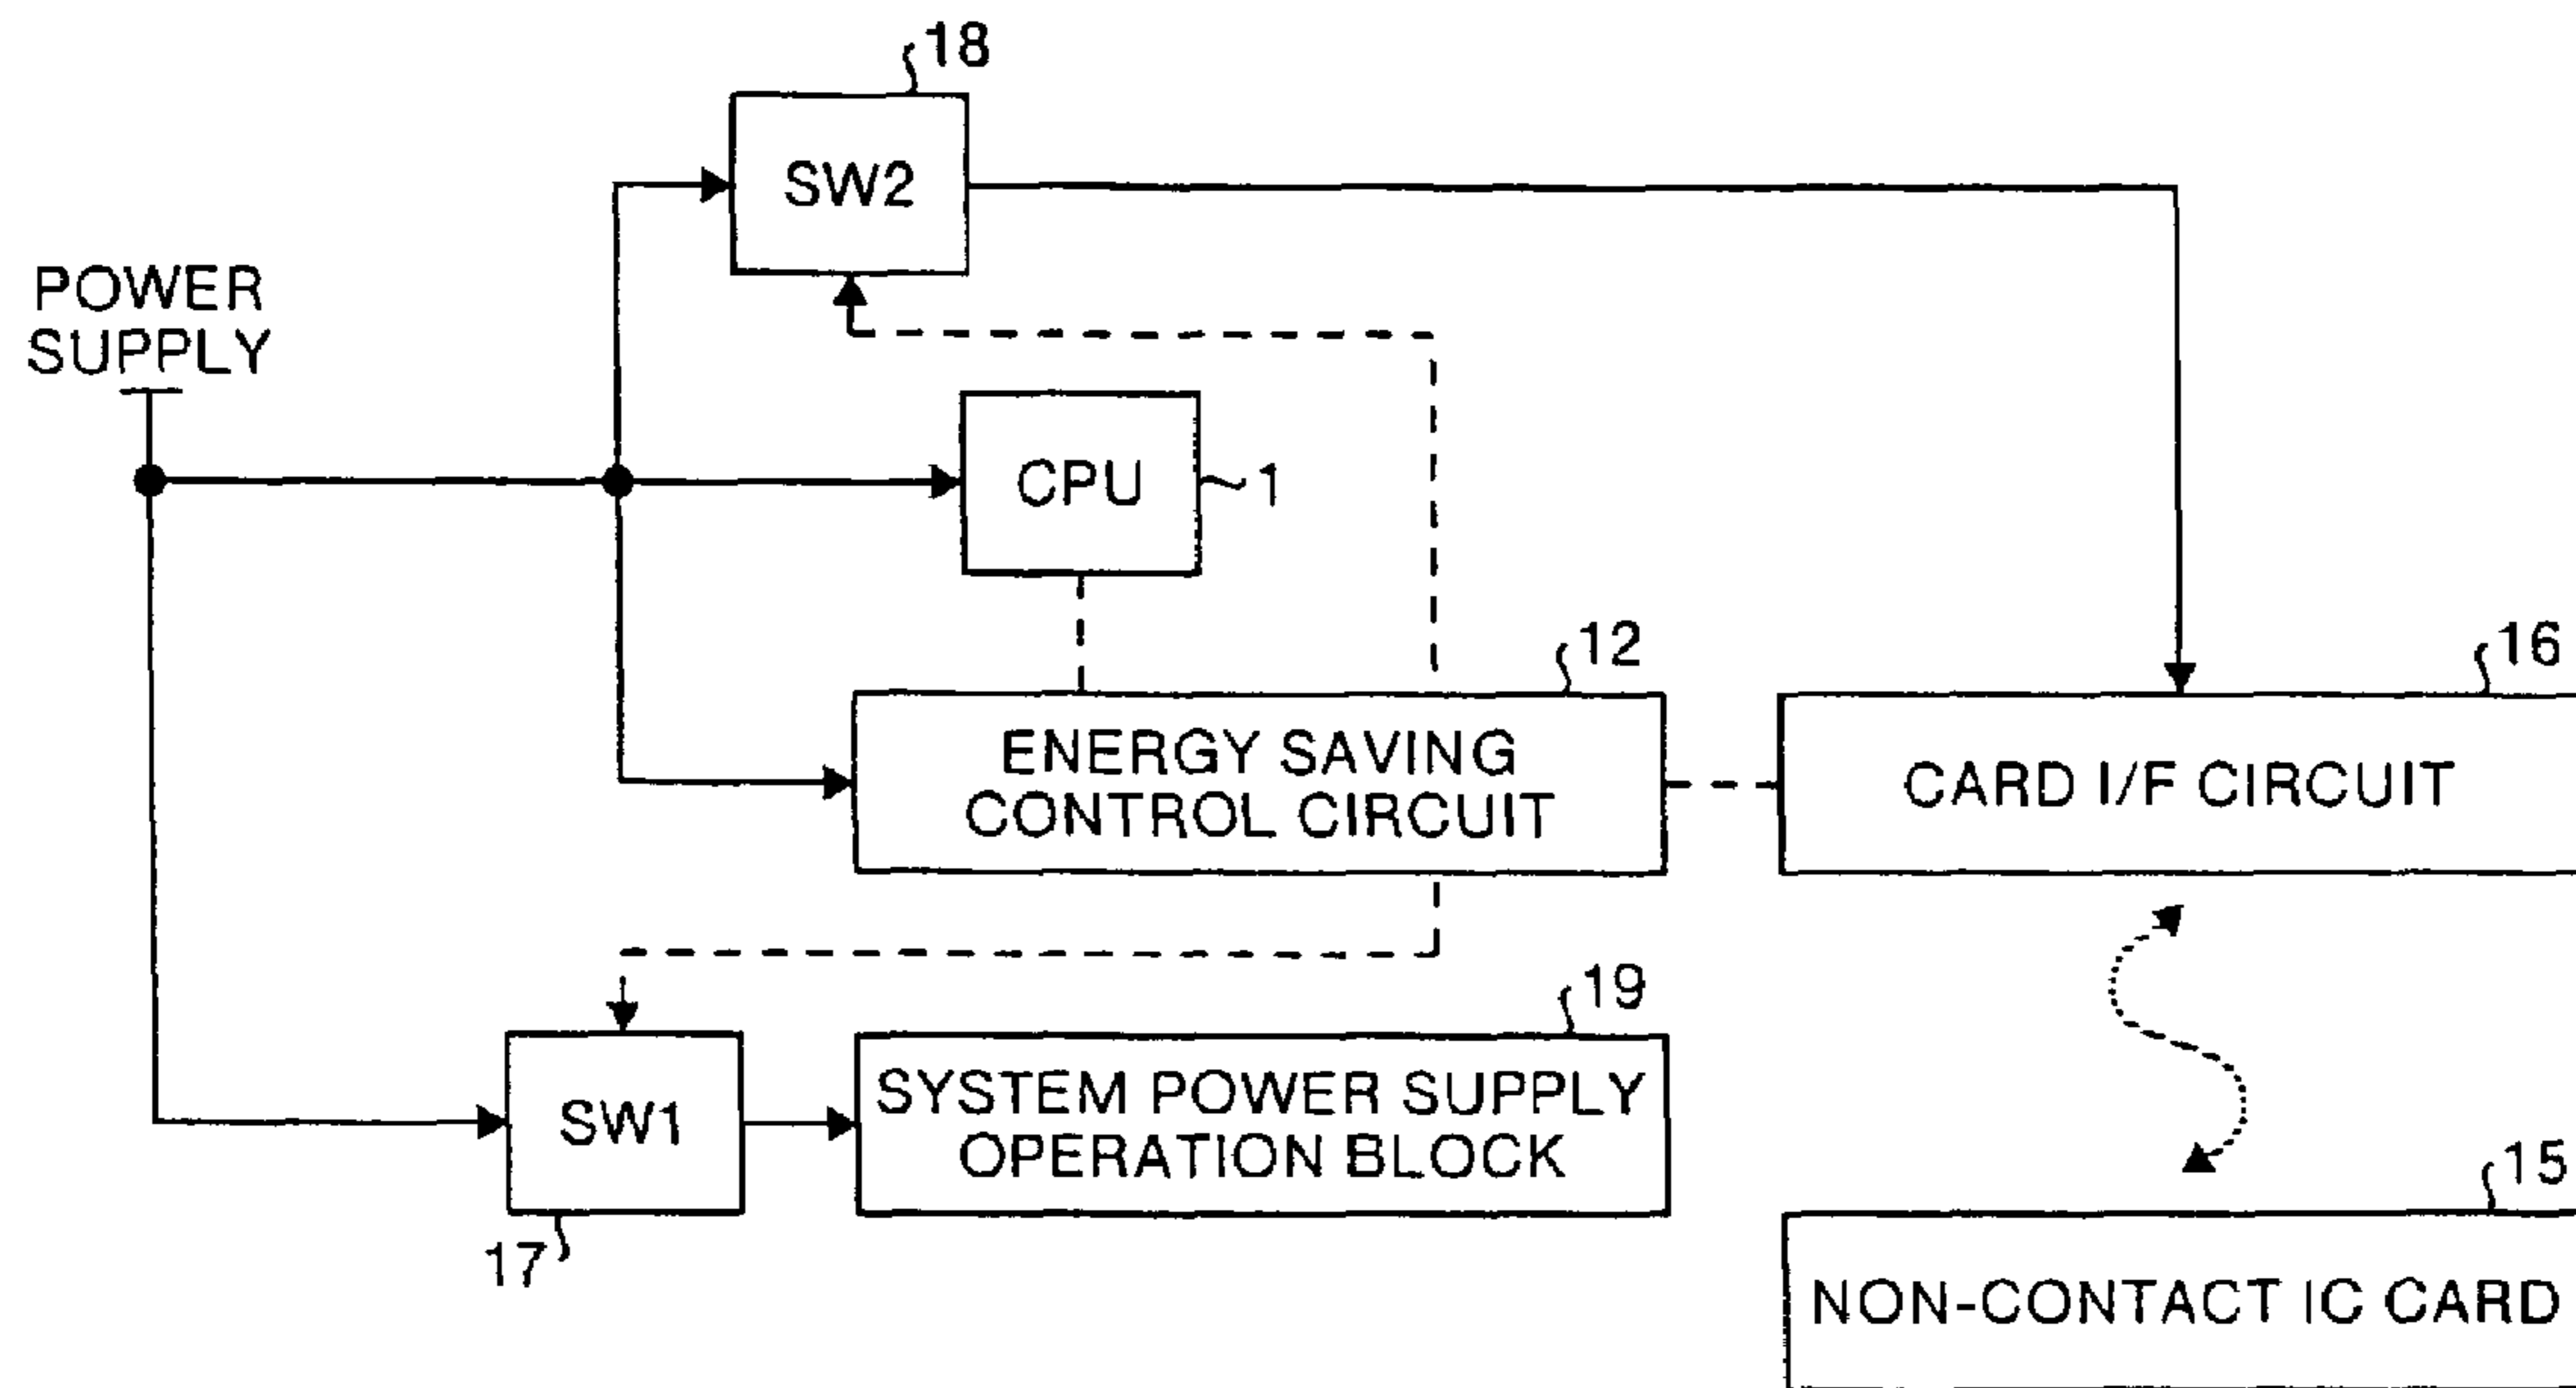 18
SW2
POWER
SUPPLY
CPU
1
12
16
ENERGY SAVING
CONTROL CIRCUIT
CARD I/F CIRCUIT
19
SW1
SYSTEM POWER SUPPLY
OPERATION BLOCK
17
15
NON-CONTACT IC CARD